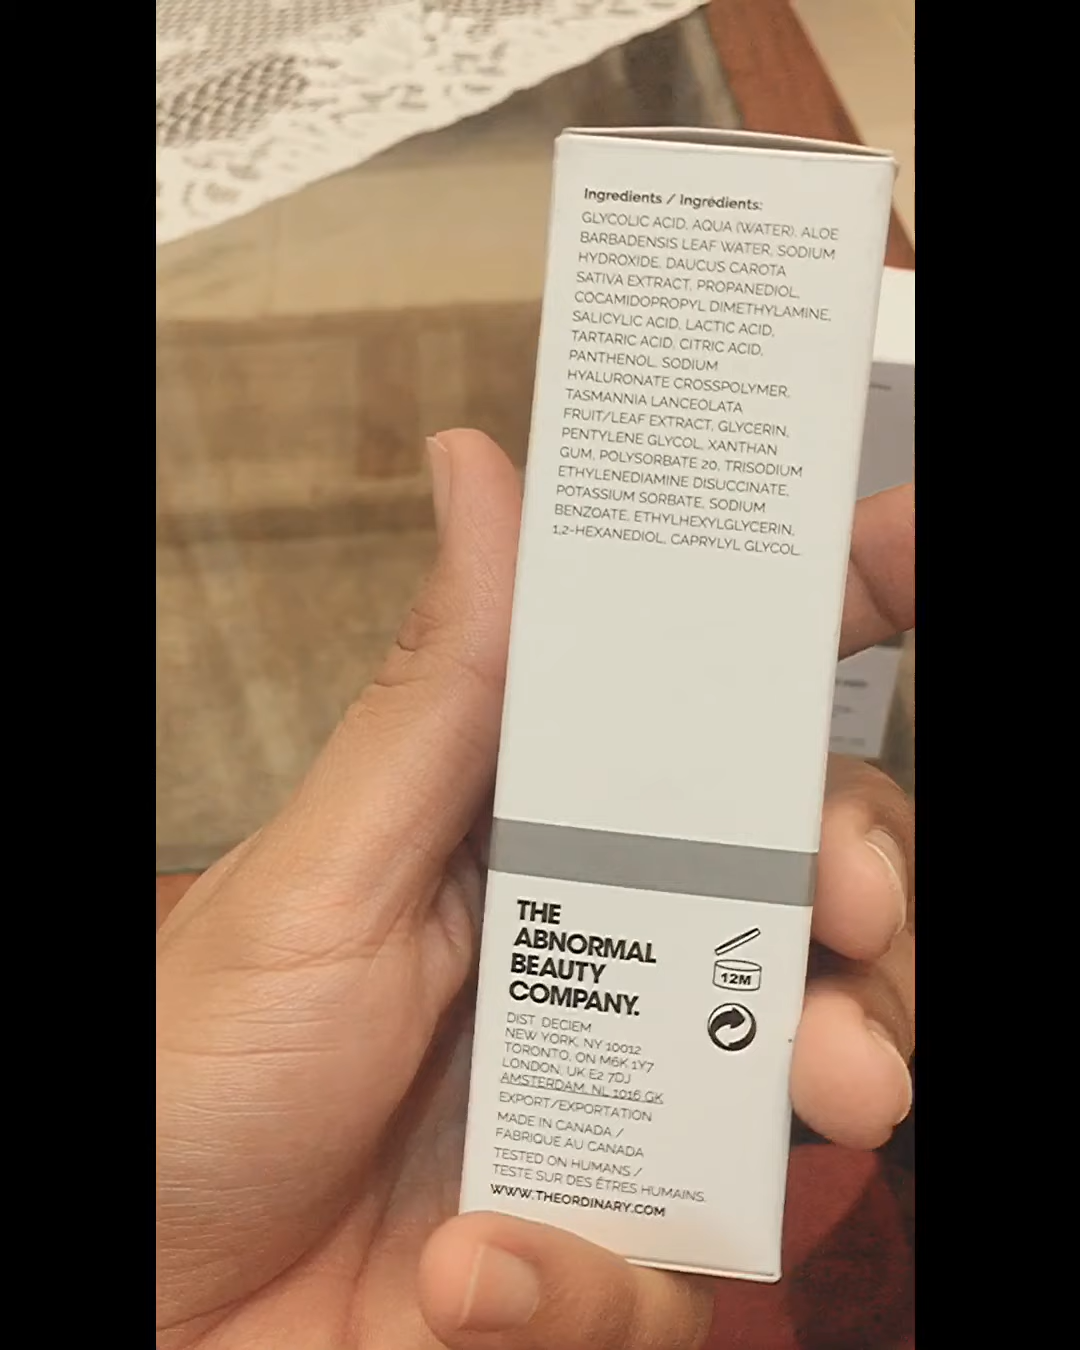 Ingredients / Ingrédients:
GLYCOLIC ACID, AQUA (WATER), ALOE
BARBADENSIS LEAF WATER, SODIUM
HYDROXIDE, DAUCUS CAROTA
SATIVA EXTRACT, PROPANEDIOL,
COCAMIDOPROPYL DIMETHYLAMINE,
SALICYLIC ACID, LACTIC ACID,
TARTARIC ACID, CITRIC ACID,
PANTHENOL, SODIUM
HYALURONATE CROSSPOLYMER,
TASMANNIA LANCEOLATA
FRUIT/LEAF EXTRACT, GLYCERIN,
PENTYLENE GLYCOL, XANTHAN
GUM, POLYSORBATE 20, TRISODIUM
ETHYLENEDIAMINE DISUCCINATE,
POTASSIUM SORBATE, SODIUM
BENZOATE, ETHYLHEXYLGLYCERIN,
1,2-HEXANEDIOL, CAPRYLYL GLYCOL.
THE
ABNORMAL
BEAUTY
COMPANY.
12M
DIST. DECIEM
NEW YORK, NY 10012
TORONTO, ON M6K 1Y7
LONDON, UK E2 7DJ
AMSTERDAM, NL 1016 GK
EXPORT/EXPORTATION
MADE IN CANADA /
FABRIQUÉ AU CANADA
TESTED ON HUMANS /
TESTÉ SUR DES ÊTRES HUMAINS.
WWW.THEORDINARY.COM